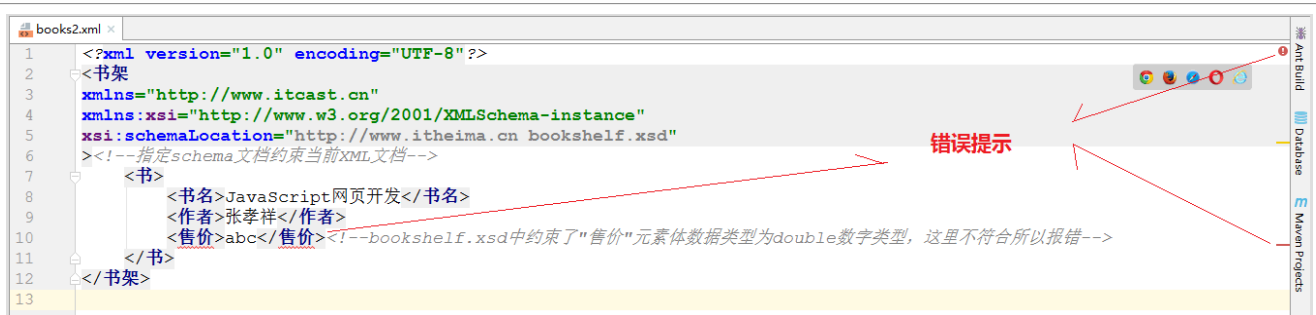 books2.xml
1 <?xml version="1.0" encoding="UTF-8"?>
2 <书架
3 xmlns="http://www.itcast.cn"
4 xmlns:xsi="http://www.w3.org/2001/XMLSchema-instance"
5 xsi:schemaLocation="http://www.itheima.cn bookshelf.xsd"
6 ><!--指定schema文档约束当前XML文档-->
7 <书>
8 <书名>JavaScript网页开发</书名>
9 <作者>张孝祥</作者>
10 <售价>abc</售价><!--bookshelf.xsd中约束了"售价"元素体数据类型为double数字类型，这里不符合所以报错-->
11 </书>
12 </书架>
13
错误提示
Ant Build
Database
m Maven Projects